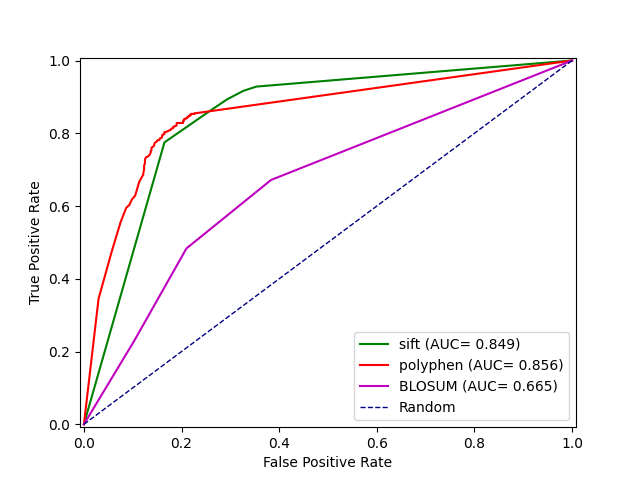 1.0
0.8
0.6
0.4
0.2
0.0
True Positive Rate
0.0 0.2 0.4 0.6 0.8 1.0
False Positive Rate
sift (AUC= 0.849)
polyphen (AUC= 0.856)
BLOSUM (AUC= 0.665)
Random